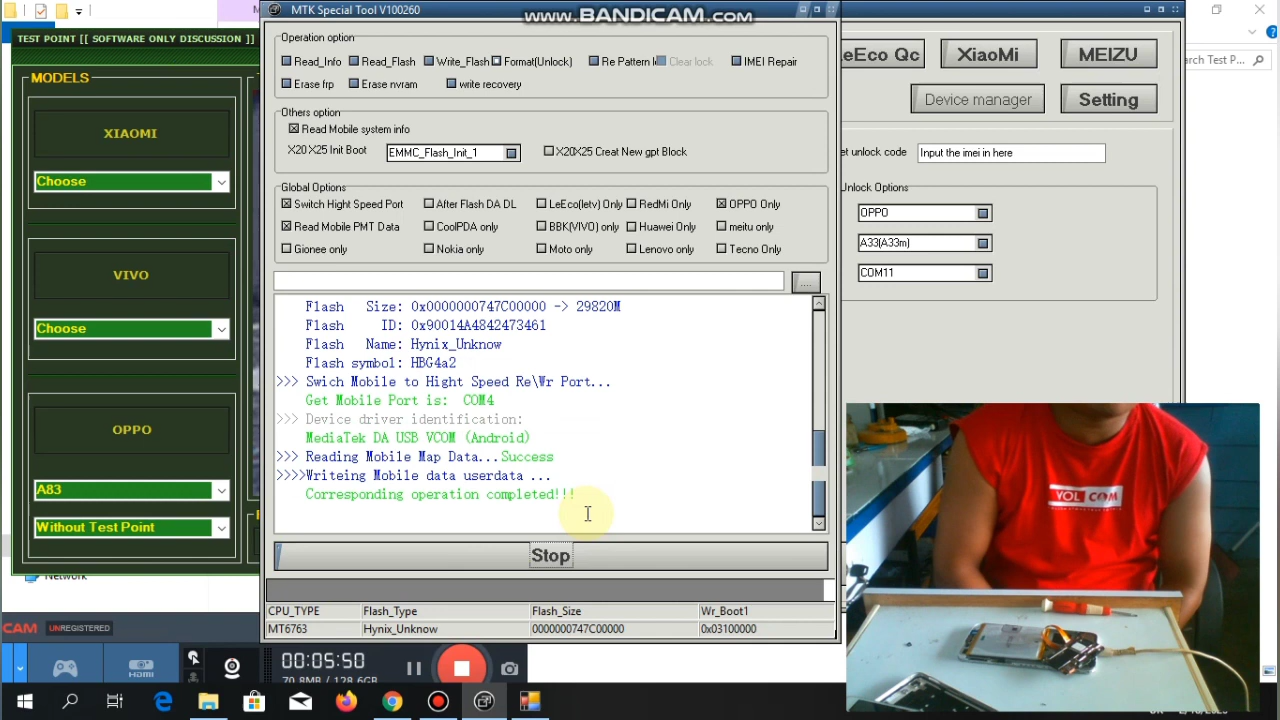 MTK Special Tool V100260
www.BANDICAM.com
TEST POINT [[ SOFTWARE ONLY DISCUSSION ]]
MODELS
XIAOMI
Choose
VIVO
Choose
OPPO
A83
Without Test Point
Network
Operation option
Read_Info Read_Flash Write_Flash Format(Unlock) Re Pattern l Clear lock. IMEI Repair
Erase frp Erase nvram write recovery
Others option
Read Mobile system info
X20 X25 Init Boot EMMC_Flash_Init_1 X20X25 Creat New gpt Block
Global Options
Switch Hight Speed Port After Flash DA DL LeEco(letv) Only RedMi Only OPPO Only
Read Mobile PMT Data CoolPDA only BBK(VIVO) only Huawei Only meitu only
Gionee only Nokia only Moto only Lenovo only Tecno Only
....
Flash Size: 0x0000000747C00000 -> 29820M
Flash ID: 0x90014A4842473461
Flash Name: Hynix_Unknow
Flash symbol: HBG4a2
>>> Swich Mobile to Hight Speed Re\Wr Port...
Get Mobile Port is: COM4
>>> Device driver identification:
MediaTek DA USB VCOM (Android)
>>> Reading Mobile Map Data...Success
>>>>Writeing Mobile data userdata ...
Corresponding operation completed!!!
Stop
CPU_TYPE Flash_Type Flash_Size Wr_Boot1
MT6763 Hynix_Unknow 0000000747C00000 0x03100000
eEco Qc XiaoMi MEIZU
Device manager Setting
et unlock code Input the imei in here
Unlock Options
OPPO
A33(A33m)
COM11
arch Test P...
CAM UNREGISTERED
HDMI
00:05:50
70.8MB / 128.6GB
VOLCOM